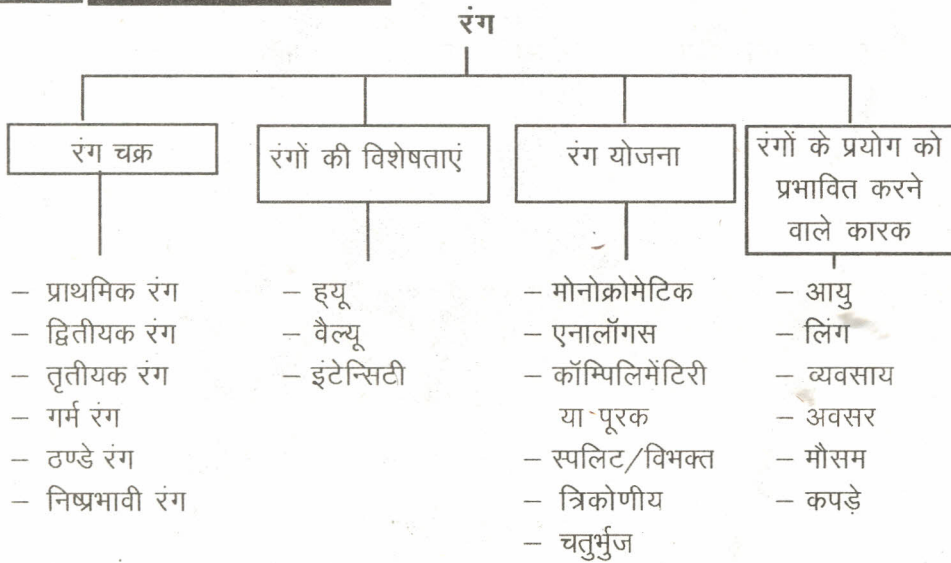 रंग
रंग चक्र
– प्राथमिक रंग
– द्वितीयक रंग
– तृतीयक रंग
– गर्म रंग
– ठण्डे रंग
– निष्प्रभावी रंग
रंगों की विशेषताएं
– ह्यू
– वैल्यू
– इंटेन्सिटी
रंग योजना
– मोनोक्रोमेटिक
– एनालॉगस
– कॉम्पिलिमेंटिरी
या पूरक
– स्पलिट/विभक्त
– त्रिकोणीय
– चतुर्भुज
रंगों के प्रयोग को
प्रभावित करने
वाले कारक
– आयु
– लिंग
– व्यवसाय
– अवसर
– मौसम
– कपड़े